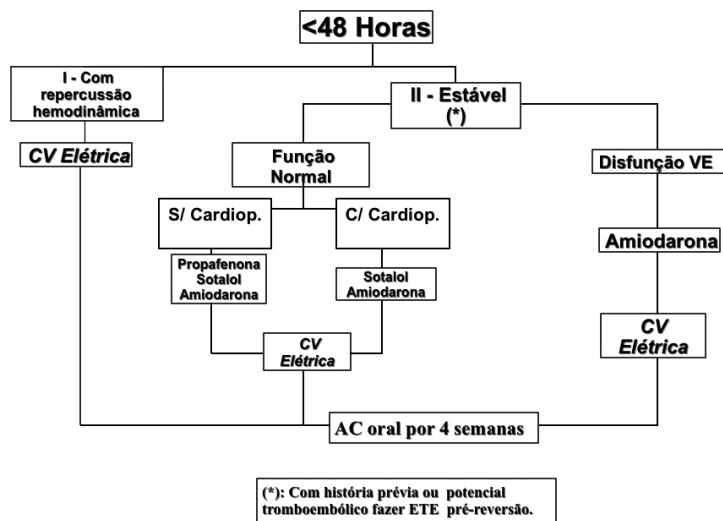 <48 Horas
I - Com
repercussão
hemodinâmica
II - Estável
(*)
CV Elétrica
Função
Normal
Disfunção VE
S/ Cardiop.
C/ Cardiop.
Amiodarona
Propafenona
Sotalol
Amiodarona
Sotalol
Amiodarona
CV
Elétrica
CV
Elétrica
AC oral por 4 semanas
(*): Com história prévia ou potencial
tromboembólico fazer ETE pré-reversão.